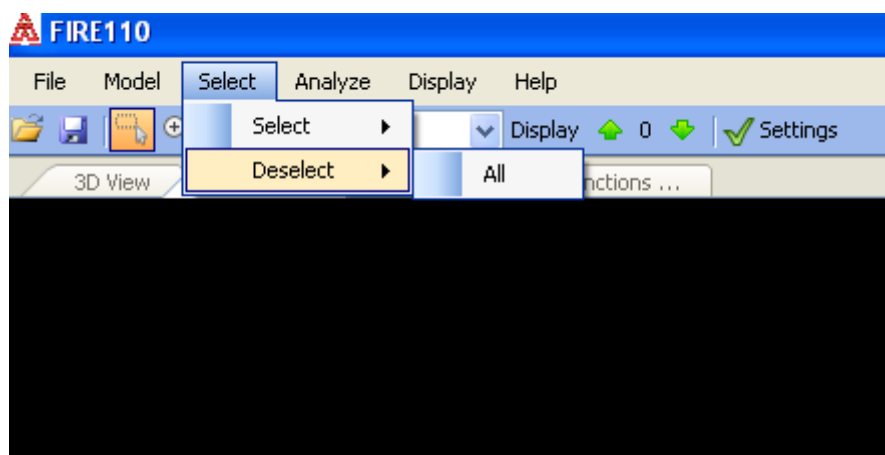 FIRE110
File Model Select Analyze Display Help
Select Display 0 Settings
3D View Deselect All nctions ...